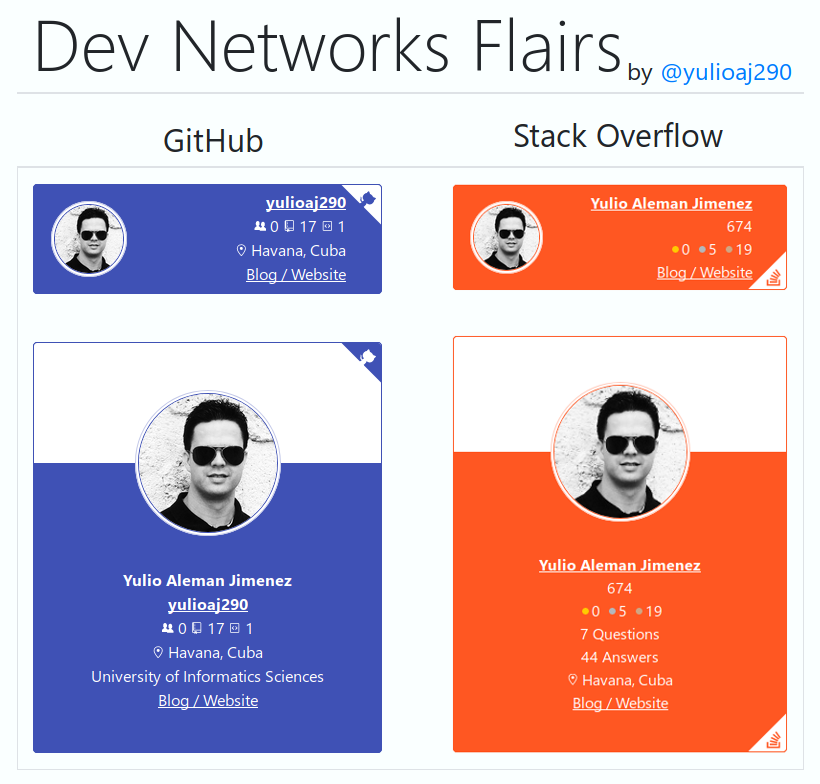 Dev Networks Flairs by @yulioaj290
GitHub
Stack Overflow
yulioaj290
0 17 1
Havana, Cuba
Blog / Website
Yulio Aleman Jimenez
674
0 5 19
Blog / Website
Yulio Aleman Jimenez
yulioaj290
0 17 1
Havana, Cuba
University of Informatics Sciences
Blog / Website
Yulio Aleman Jimenez
674
0 5 19
7 Questions
44 Answers
Havana, Cuba
Blog / Website